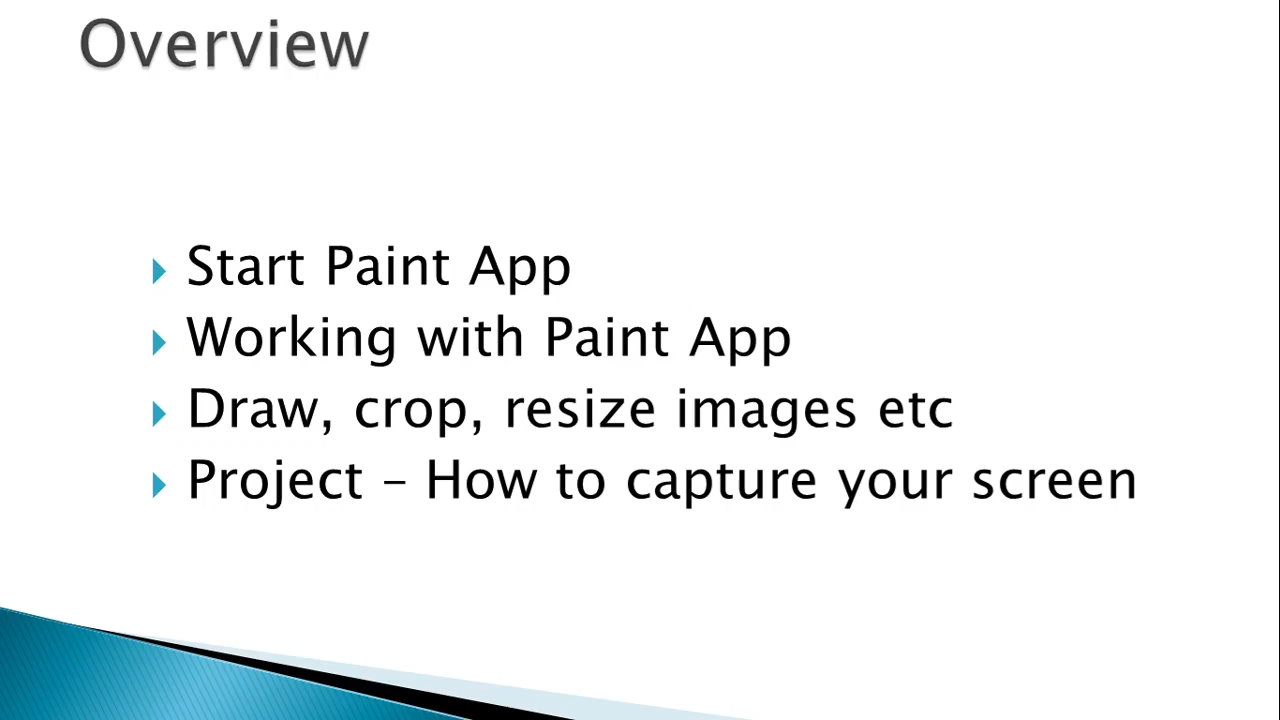 Overview
Start Paint App
Working with Paint App
Draw, crop, resize images etc
Project – How to capture your screen